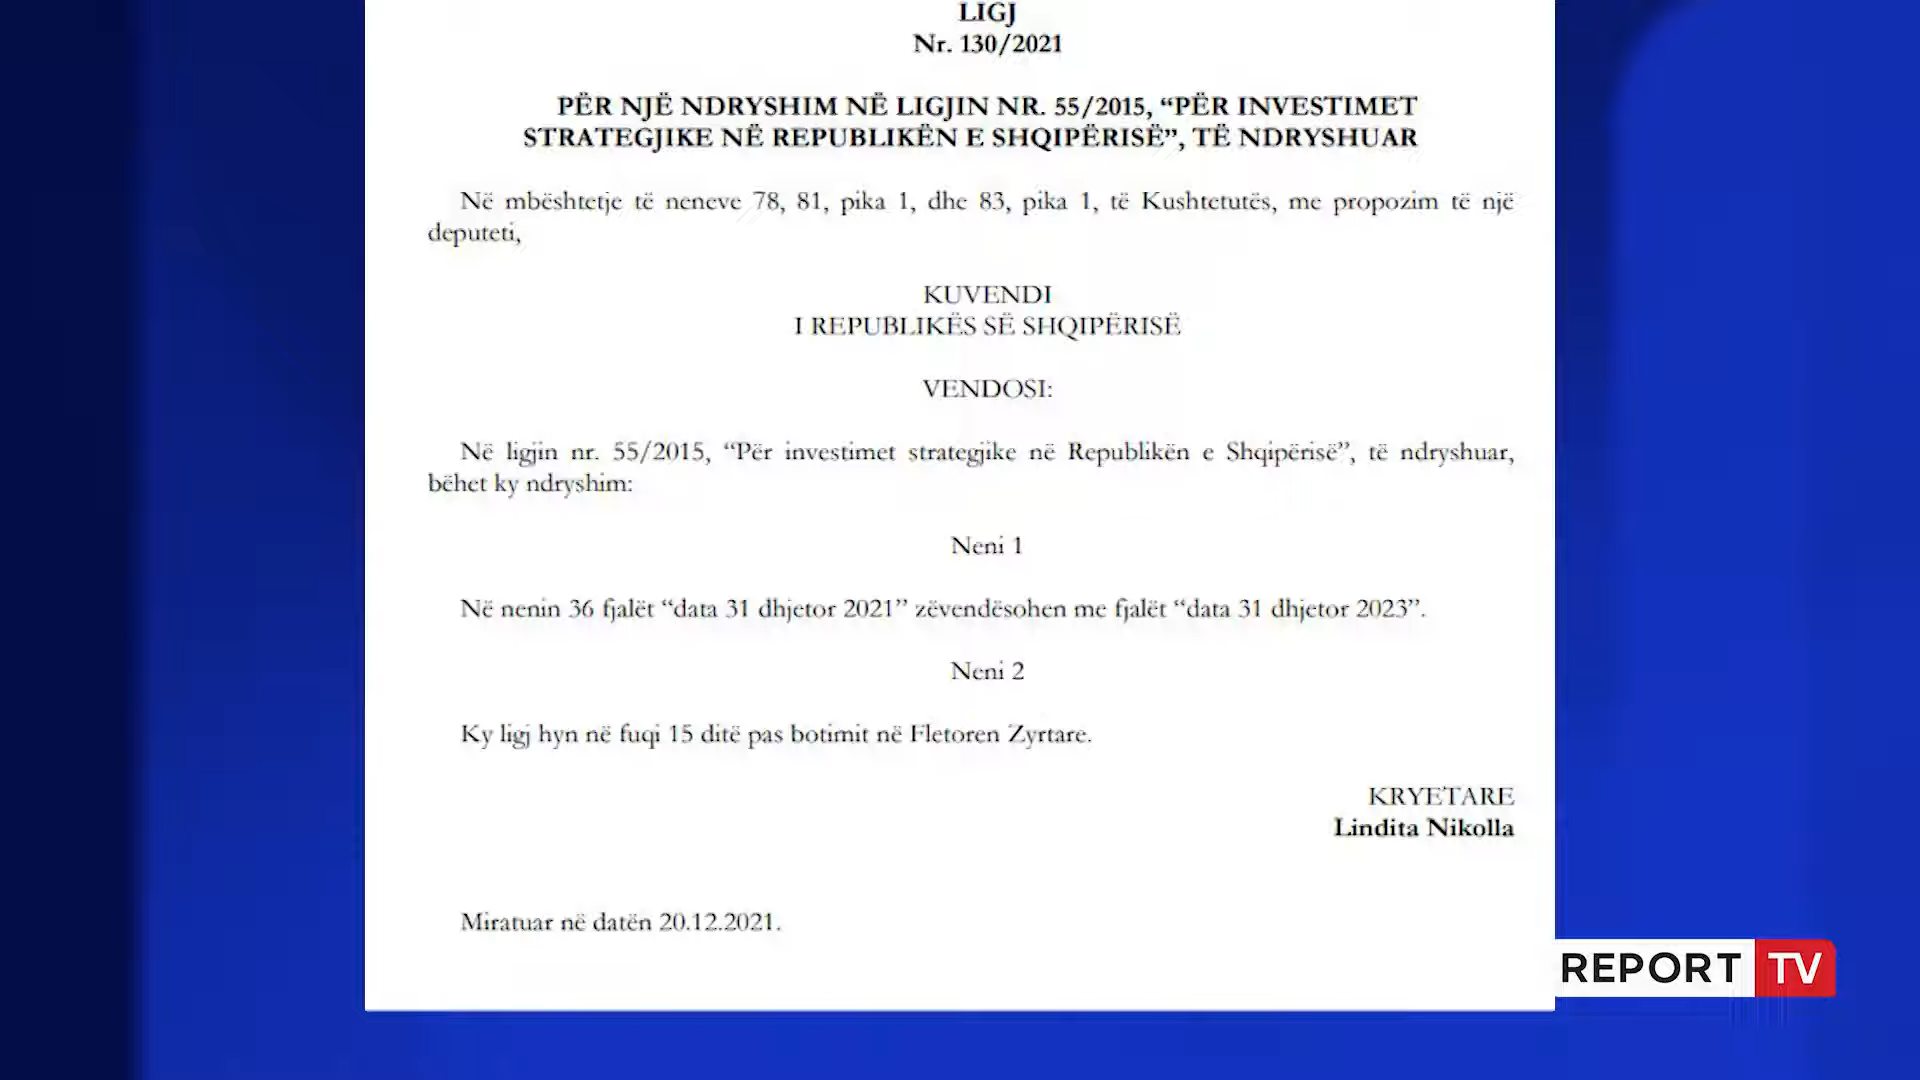 LIGJ
Nr. 130/2021
PËR NJË NDRYSHIM NË LIGJIN NR. 55/2015, “PËR INVESTIMET
STRATEGJIKE NË REPUBLIKËN E SHQIPËRISË”, TË NDRYSHUAR
Në mbështetje të neneve 78, 81, pika 1, dhe 83, pika 1, të Kushtetutës, me propozim të një
deputeti,
KUVENDI
I REPUBLIKËS SË SHQIPËRISË
VENDOSI:
Në ligjin nr. 55/2015, “Për investimet strategjike në Republikën e Shqipërisë”, të ndryshuar,
bëhet ky ndryshim:
Neni 1
Në nenin 36 fjalët “data 31 dhjetor 2021” zëvendësohen me fjalët “data 31 dhjetor 2023”.
Neni 2
Ky ligj hyn në fuqi 15 ditë pas botimit në Fletoren Zyrtare.
KRYETARE
Lindita Nikolla
Miratuar në datën 20.12.2021.
REPORT TV